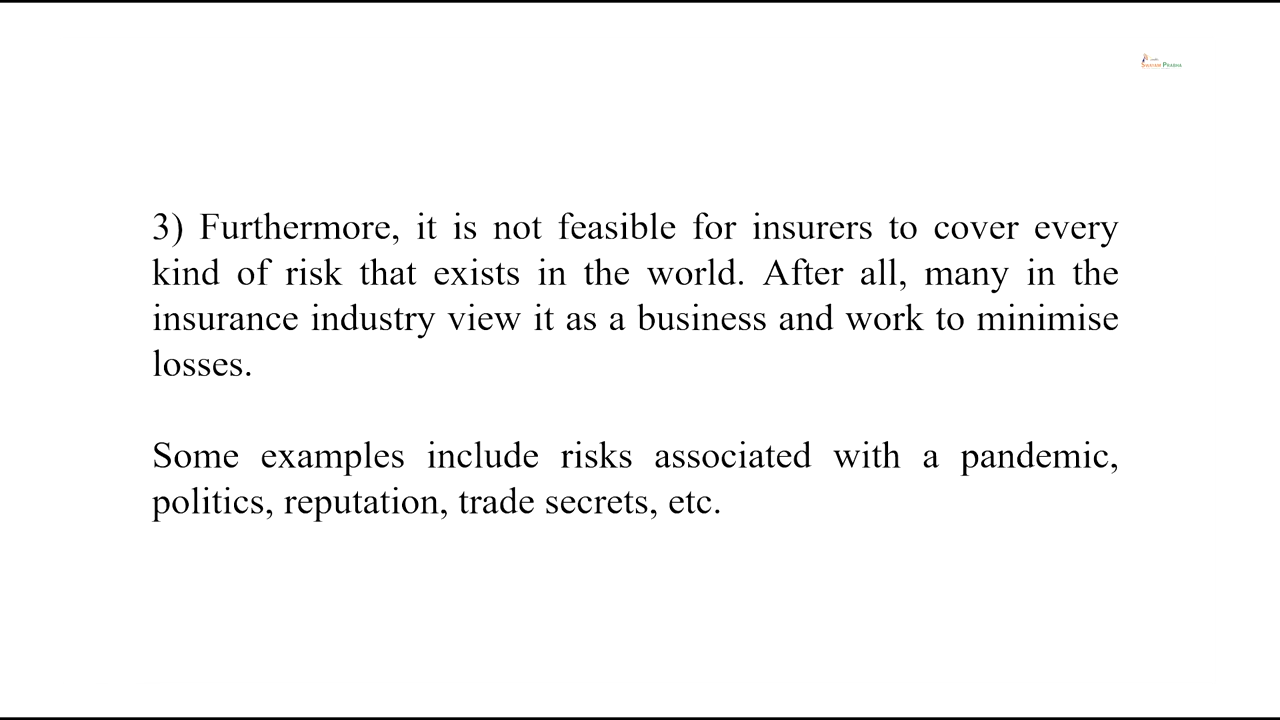 SWAYAM PRABHA
3) Furthermore, it is not feasible for insurers to cover every
kind of risk that exists in the world. After all, many in the
insurance industry view it as a business and work to minimise
losses.
Some examples include risks associated with a pandemic,
politics, reputation, trade secrets, etc.